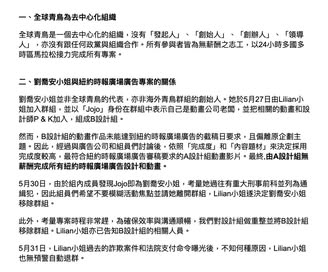 一、全球青鳥為去中心化組織
全球青鳥是一個去中心化的組織，沒有「發起人」、「創始人」、「創辦人」、「領導
人」，亦沒有跟任何政黨與組織合作。所有參與者皆為無薪酬之志工，以24小時多國多
時區馬拉松接力完成所有專案。
二、劉喬安小姐與紐約時報廣場廣告專案的關係
劉喬安小姐並非全球青鳥的代表，亦非海外青鳥群組的創始人。她於5月27日由Lilian小
姐加入群組，並以「Jojo」身份在群組中表示自己是動畫公司老闆，並把相關的動畫和設
計師P & K加入，組成B設計組。
然而，B設計組的動畫作品未能達到紐約時報廣場的截稿日要求，且偏離原企劃主
題。因此，經過與廣告公司和組員們討論後，依照「完成度」和「內容題材」來決定採用
完成度較高，最符合紐約時報廣場廣告審稿要求的A設計組動畫影片。最終,由A設計組無
薪酬完成所有紐約時報廣場廣告設計和動畫。
5月30日，由於組內成員發現Jojo即為劉喬安小姐，考量她過往有重大刑事前科並列為通
緝犯，因此組員們希望不要模糊活動焦點並請她離開群組，Lilian小姐遂決定劉喬安小姐
移除群組。
此外，考量專案時程非常趕，為確保效率與溝通順暢，我們對設計組做重整並將B設計組
移除群組。Lilian小姐亦已告知B設計組的相關人員。
5月31日，Lilian小姐過去的詐欺案件和法院支付命令曝光後，不知何種原因，Lilian小姐
也無預警自動退群。